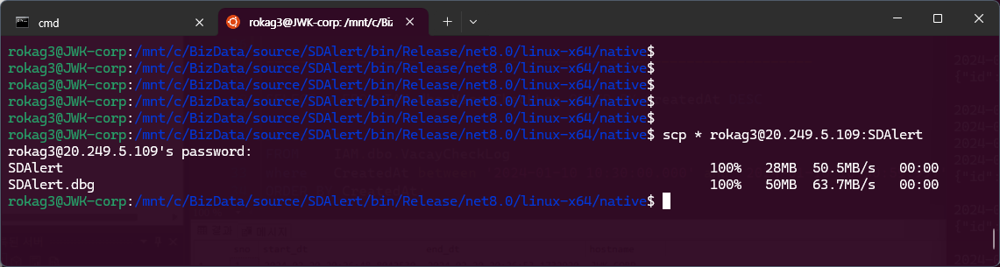 cmd
rokag3@JWK-corp: /mnt/c/Biz
rokag3@JWK-corp:/mnt/c/BizData/source/SDAlert/bin/Release/net8.0/linux-x64/native$
rokag3@JWK-corp:/mnt/c/BizData/source/SDAlert/bin/Release/net8.0/linux-x64/native$
rokag3@JWK-corp:/mnt/c/BizData/source/SDAlert/bin/Release/net8.0/linux-x64/native$
rokag3@JWK-corp:/mnt/c/BizData/source/SDAlert/bin/Release/net8.0/linux-x64/native$
rokag3@JWK-corp:/mnt/c/BizData/source/SDAlert/bin/Release/net8.0/linux-x64/native$
rokag3@JWK-corp:/mnt/c/BizData/source/SDAlert/bin/Release/net8.0/linux-x64/native$ scp * rokag3@20.249.5.109:SDAlert
rokag3@20.249.5.109's password:
SDAlert 100% 28MB 50.5MB/s 00:00
SDAlert.dbg 100% 50MB 63.7MB/s 00:00
rokag3@JWK-corp:/mnt/c/BizData/source/SDAlert/bin/Release/net8.0/linux-x64/native$